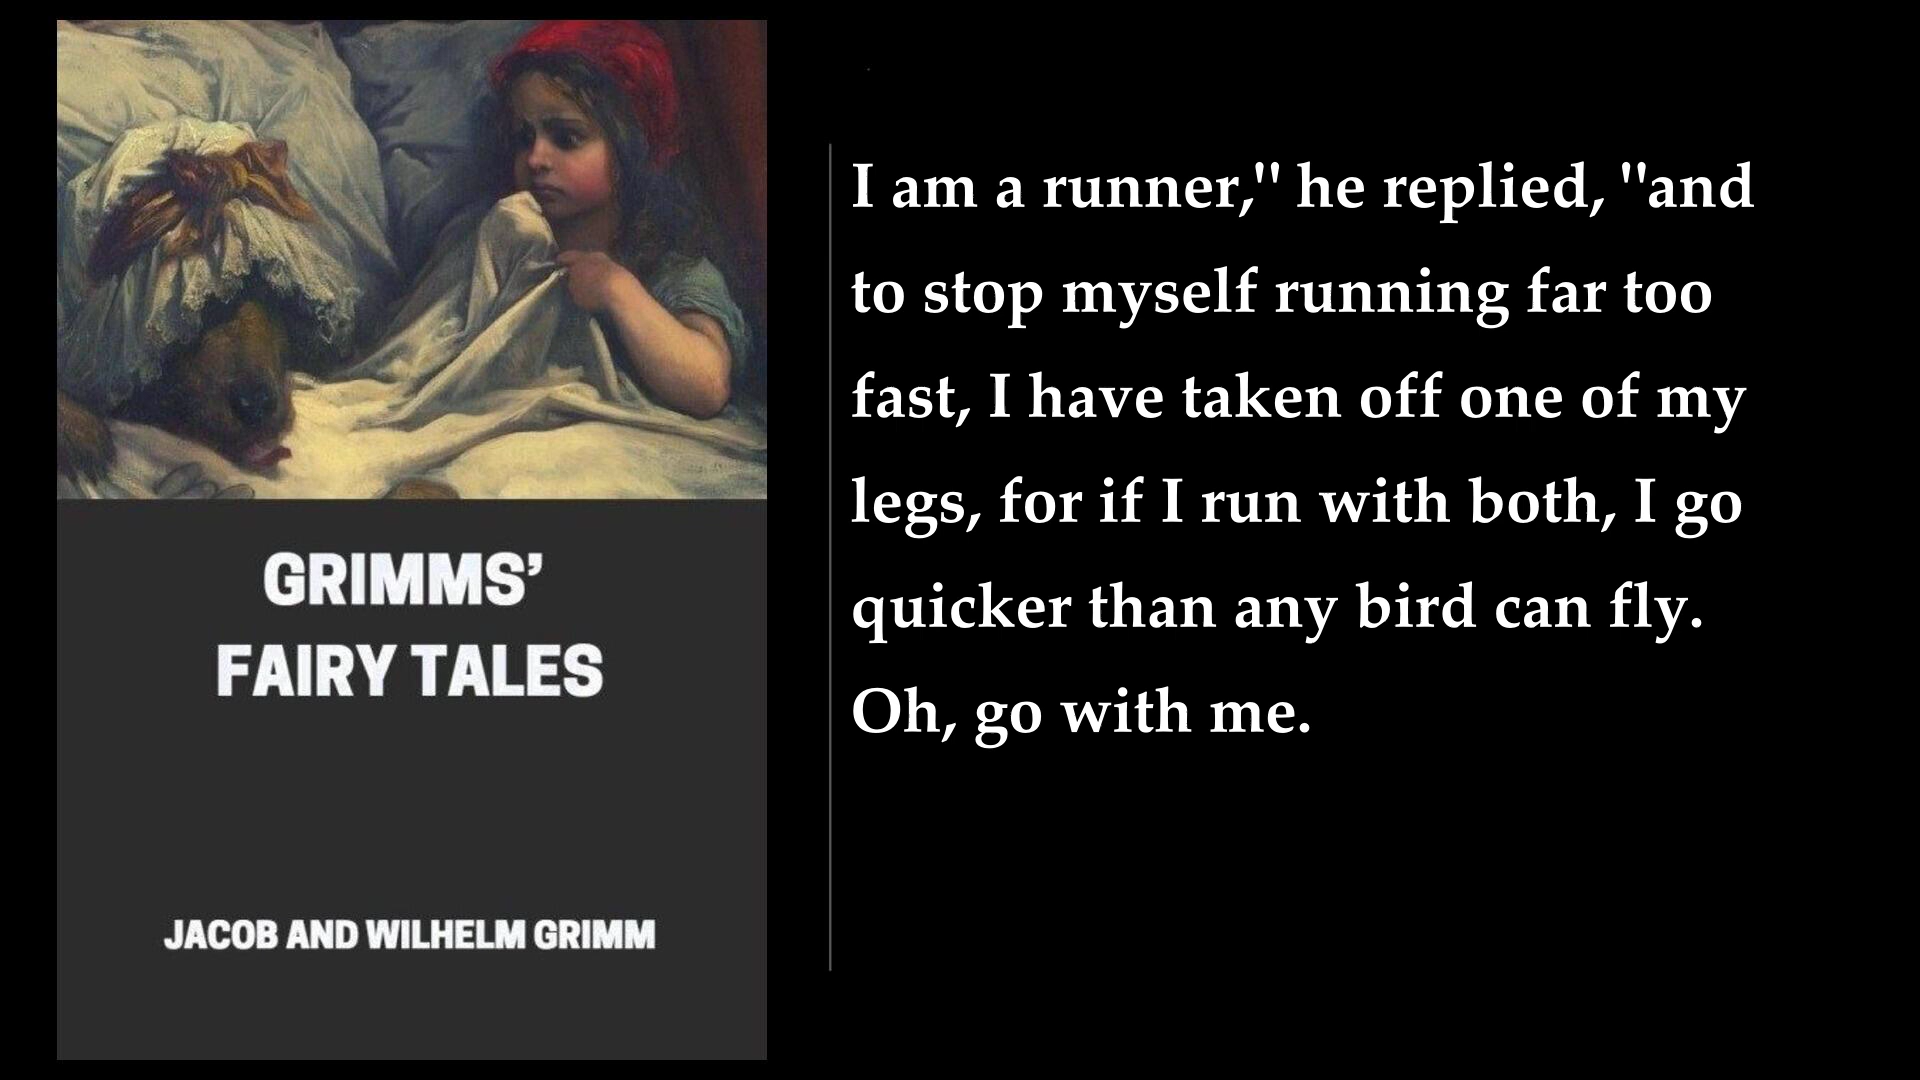 GRIMMS’
FAIRY TALES
JACOB AND WILHELM GRIMM
I am a runner," he replied, "and
to stop myself running far too
fast, I have taken off one of my
legs, for if I run with both, I go
quicker than any bird can fly.
Oh, go with me.